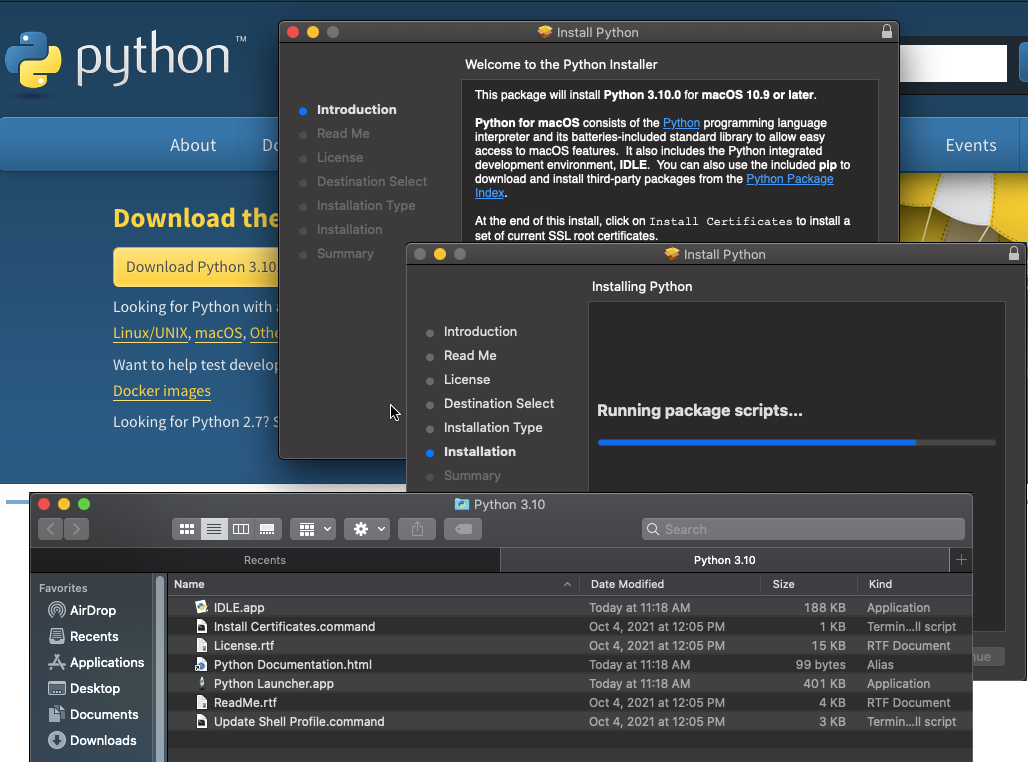 python™
About
Do
Events
Download the
Download Python 3.10
Looking for Python with a
Linux/UNIX, macOS, Othe
Want to help test develop
Docker images
Looking for Python 2.7? S
Install Python
Welcome to the Python Installer
Introduction
Read Me
License
Destination Select
Installation Type
Installation
Summary
This package will install Python 3.10.0 for macOS 10.9 or later.
Python for macOS consists of the Python programming language
interpreter and its batteries-included standard library to allow easy
access to macOS features. It also includes the Python integrated
development environment, IDLE. You can also use the included pip to
download and install third-party packages from the Python Package
Index.
At the end of this install, click on Install Certificates to install a
set of current SSL root certificates.
Install Python
Installing Python
Introduction
Read Me
License
Destination Select
Installation Type
Installation
Summary
Running package scripts...
nue
Python 3.10
Search
Recents
Python 3.10
Favorites
AirDrop
Recents
Applications
Desktop
Documents
Downloads
Name Date Modified Size Kind
IDLE.app Today at 11:18 AM 188 KB Application
Install Certificates.command Oct 4, 2021 at 12:05 PM 1 KB Termin...ll script
License.rtf Oct 4, 2021 at 12:05 PM 15 KB RTF Document
Python Documentation.html Today at 11:18 AM 99 bytes Alias
Python Launcher.app Today at 11:18 AM 401 KB Application
ReadMe.rtf Oct 4, 2021 at 12:05 PM 4 KB RTF Document
Update Shell Profile.command Oct 4, 2021 at 12:05 PM 3 KB Termin...ll script